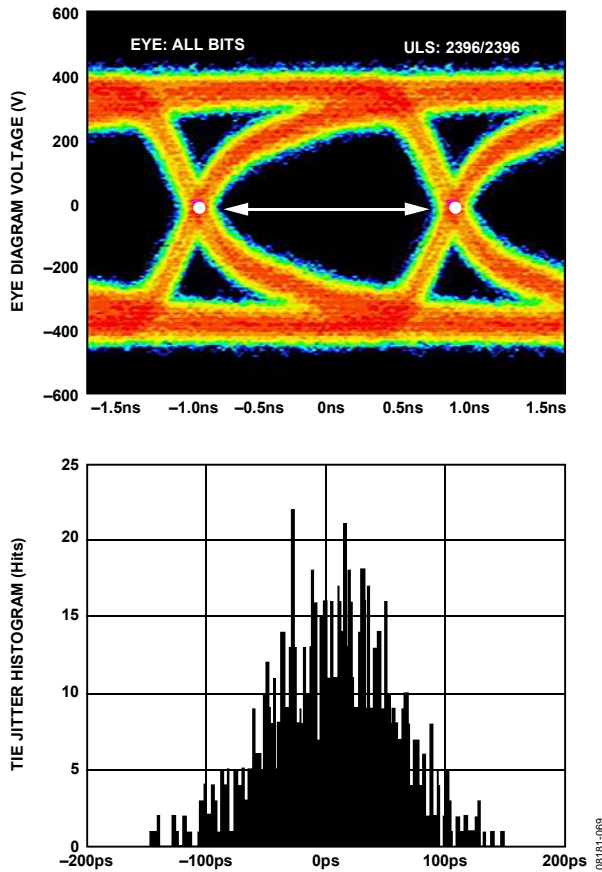 EYE DIAGRAM VOLTAGE (V)
600
400
200
0
–200
–400
–600
EYE: ALL BITS
ULS: 2396/2396
–1.5ns
–1.0ns
–0.5ns
0ns
0.5ns
1.0ns
1.5ns
TIE JITTER HISTOGRAM (Hits)
25
20
15
10
5
0
–200ps
–100ps
0ps
100ps
200ps
08181-069